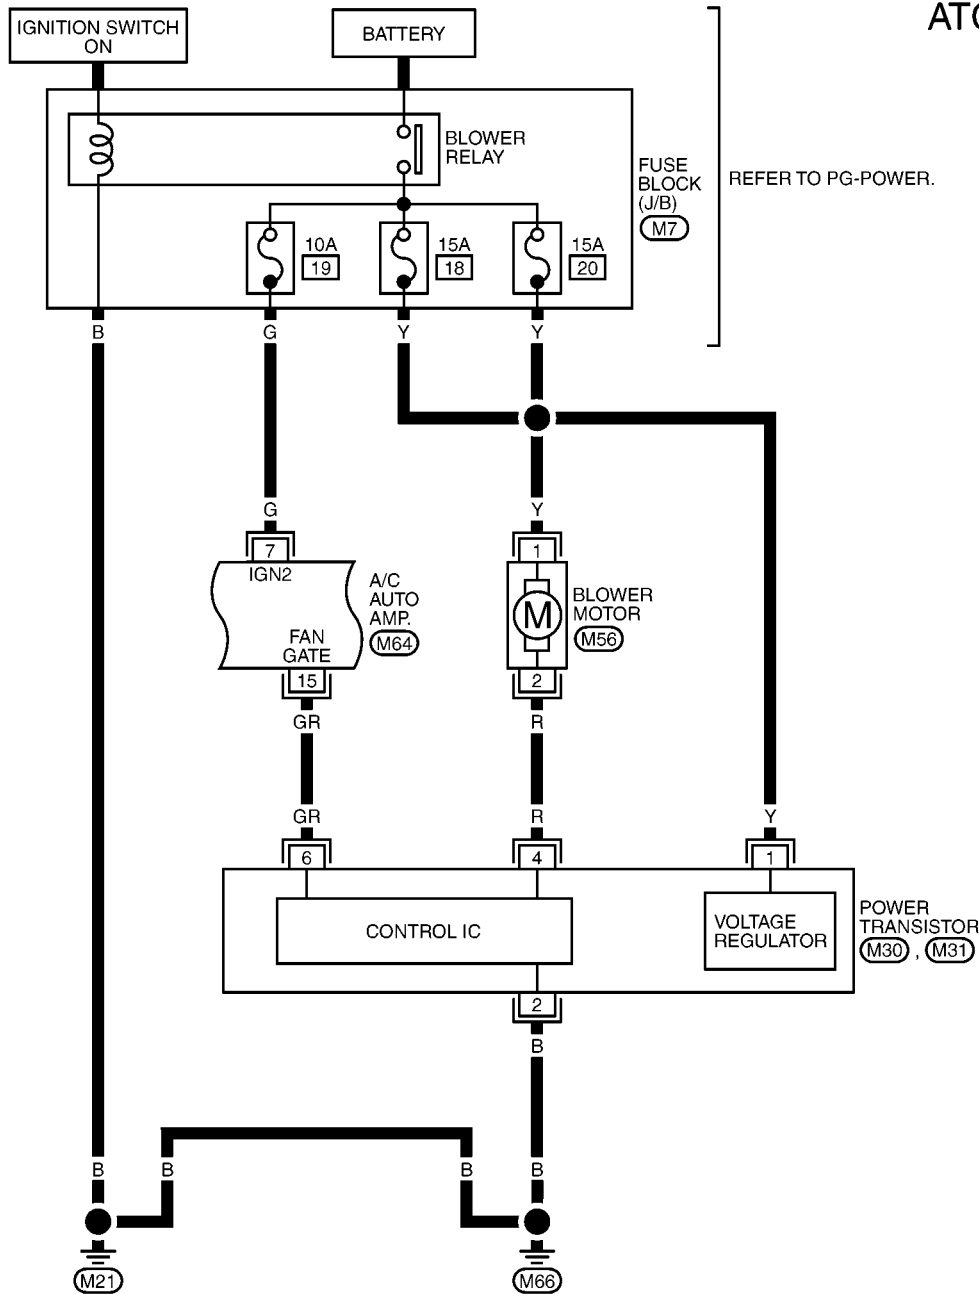 ATC
IGNITION SWITCH
ON
BATTERY
BLOWER
RELAY
FUSE
BLOCK
(J/B)
M7
REFER TO PG-POWER.
10A
19
15A
18
15A
20
B
G
Y
Y
G
Y
7
IGN2
A/C
AUTO
AMP.
M64
FAN
GATE
15
1
M
BLOWER
MOTOR
M56
2
GR
R
GR
R
Y
6
4
1
CONTROL IC
VOLTAGE
REGULATOR
POWER
TRANSISTOR
M30 , M31
2
B
B
B
B
B
M21
M66